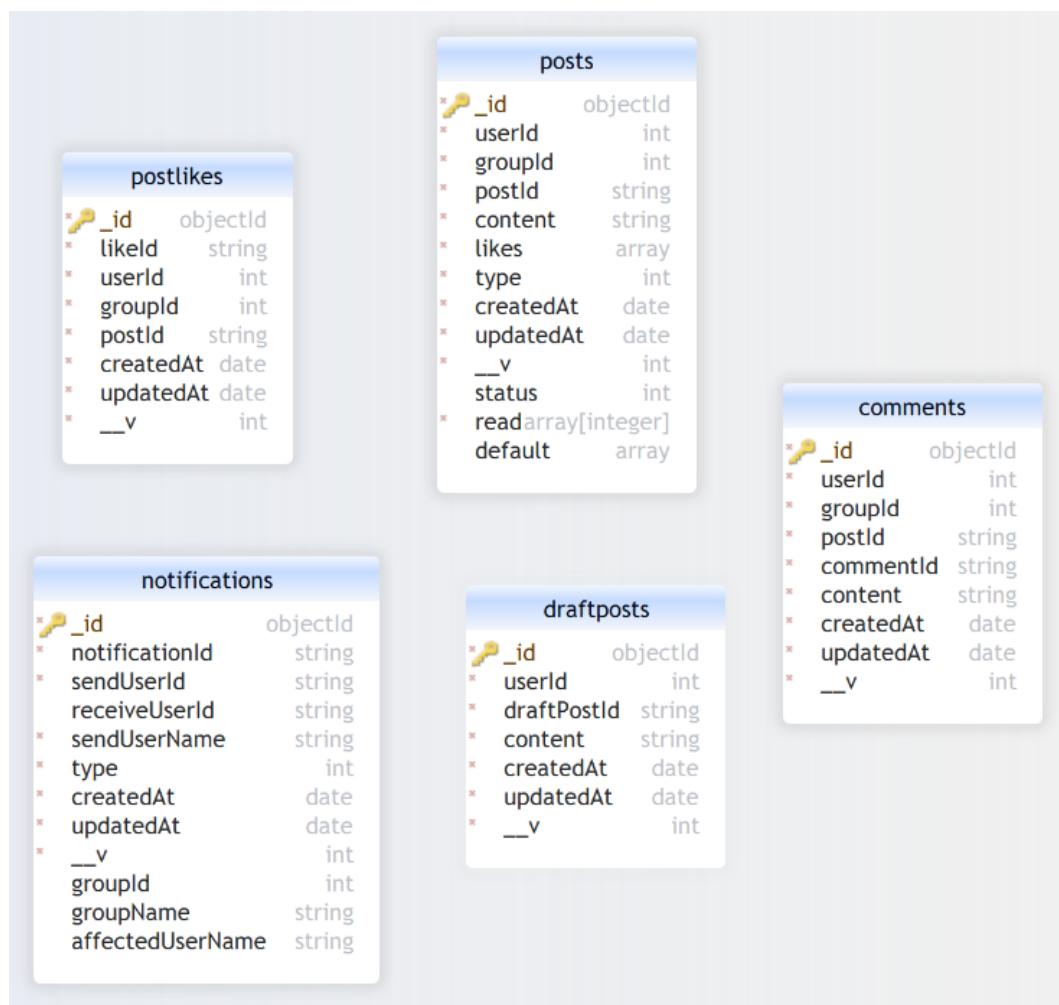 posts
_id objectId
userId int
groupId int
postId string
content string
likes array
type int
createdAt date
updatedAt date
__v int
status int
read array[integer]
default array
postlikes
_id objectId
likeId string
userId int
groupId int
postId string
createdAt date
updatedAt date
__v int
comments
_id objectId
userId int
groupId int
postId string
commentId string
content string
createdAt date
updatedAt date
__v int
notifications
_id objectId
notificationId string
sendUserId string
receiveUserId string
sendUserName string
type int
createdAt date
updatedAt date
__v int
groupId int
groupName string
affectedUserName string
draftposts
_id objectId
userId int
draftPostId string
content string
createdAt date
updatedAt date
__v int